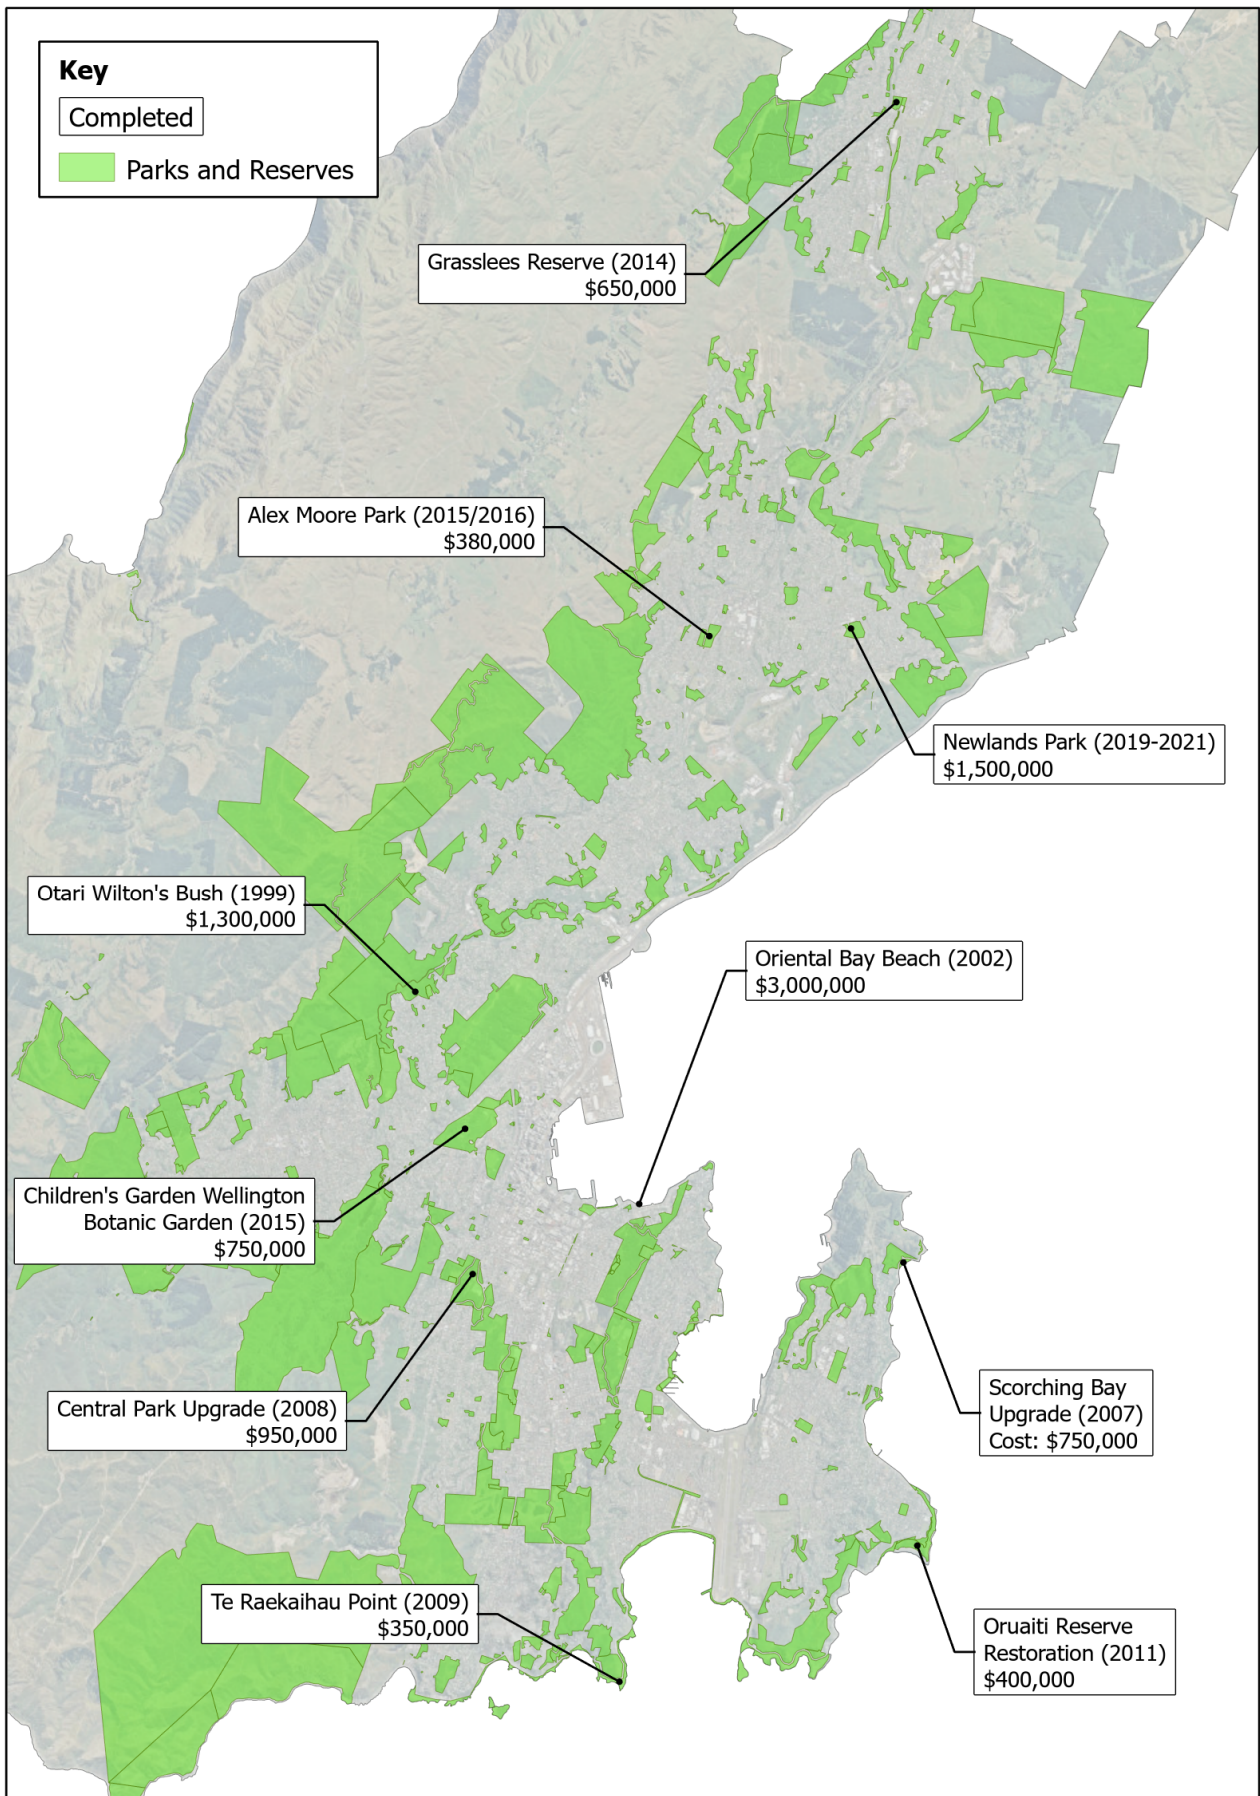 Key
Completed
Parks and Reserves
Grasslees Reserve (2014)
$650,000
Alex Moore Park (2015/2016)
$380,000
Newlands Park (2019-2021)
$1,500,000
Otari Wilton's Bush (1999)
$1,300,000
Oriental Bay Beach (2002)
$3,000,000
Children's Garden Wellington
Botanic Garden (2015)
$750,000
Central Park Upgrade (2008)
$950,000
Scorching Bay
Upgrade (2007)
Cost: $750,000
Te Raekaihau Point (2009)
$350,000
Oruaiti Reserve
Restoration (2011)
$400,000